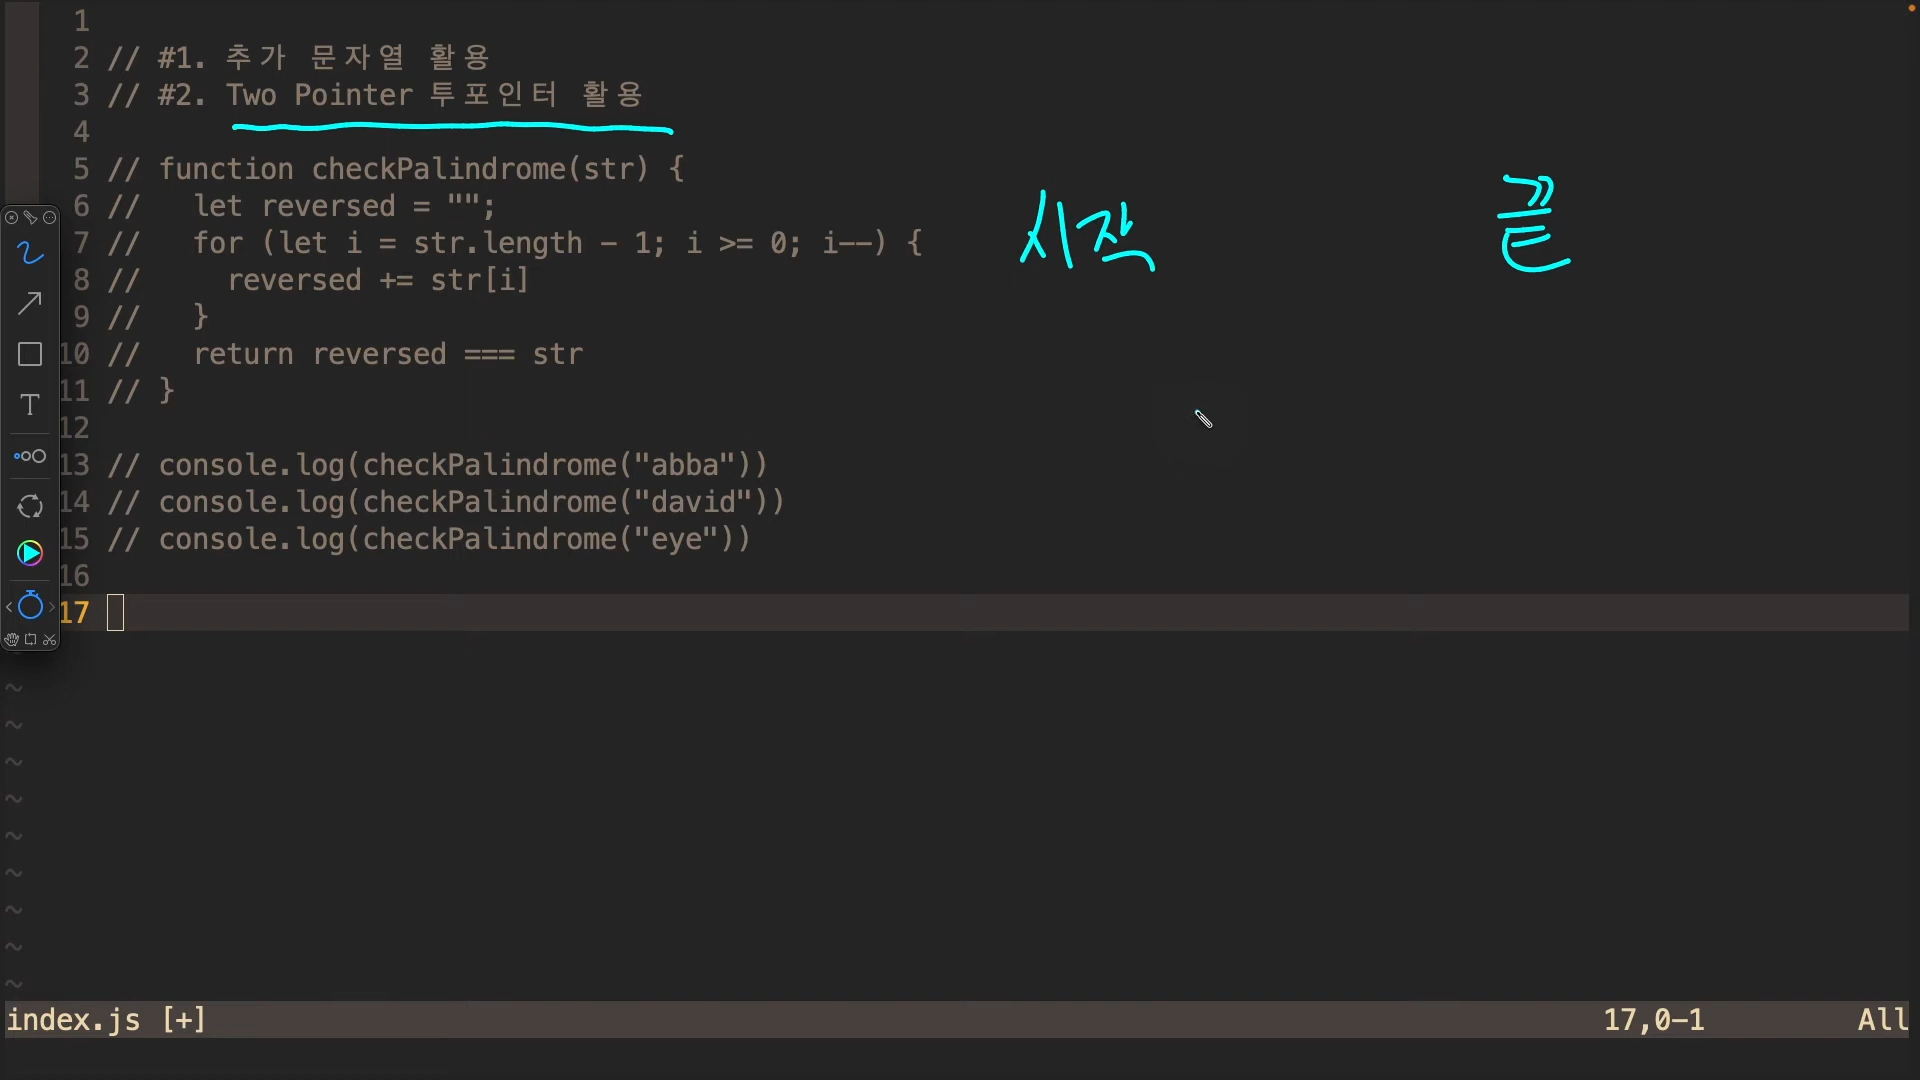 1
2 // #1. 추가 문자열 활용
3 // #2. Two Pointer 투포인터 활용
4
5 // function checkPalindrome(str) {
6 //   let reversed = "";
7 //   for (let i = str.length - 1; i >= 0; i--) {
8 //     reversed += str[i]
9 //   }
10 //   return reversed === str
11 // }
12
13 // console.log(checkPalindrome("abba"))
14 // console.log(checkPalindrome("david"))
15 // console.log(checkPalindrome("eye"))
16
17
시작 끝
T
~
~
~
~
~
~
~
~
~
index.js [+] 17,0-1 All